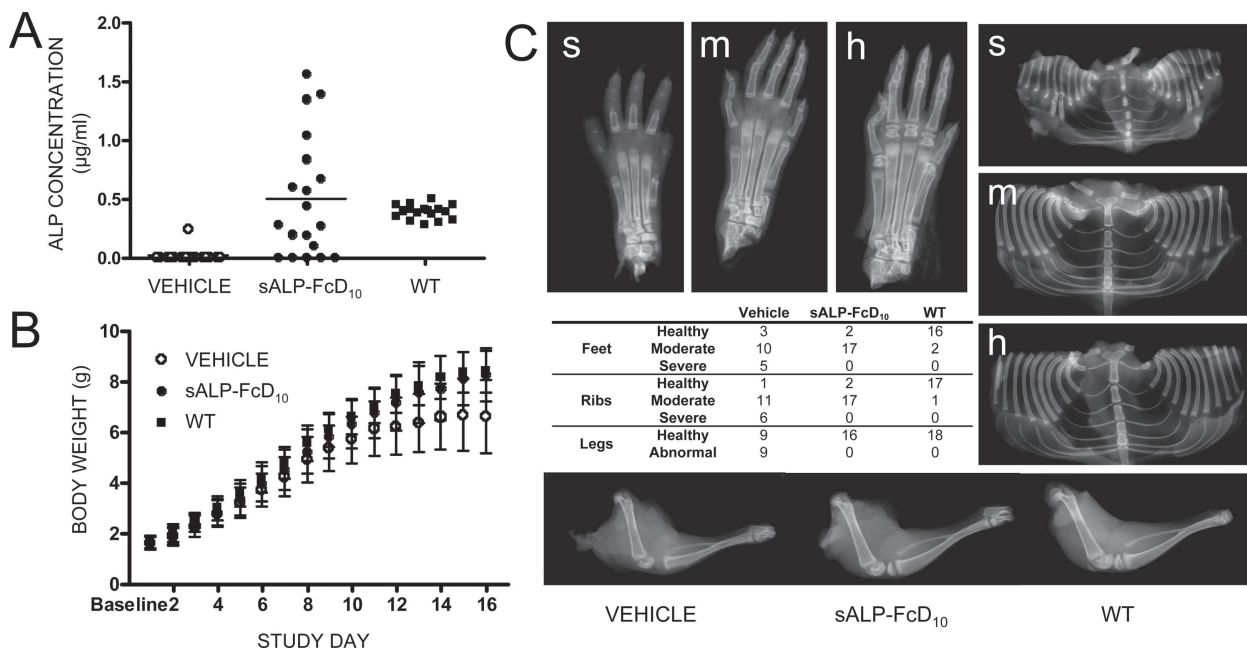 A
ALP CONCENTRATION
(µg/ml)
2.0
1.5
1.0
0.5
0.0
VEHICLE sALP-FcD10 WT
B
BODY WEIGHT (g)
10
8
6
4
2
0
VEHICLE
sALP-FcD10
WT
Baseline 2 4 6 8 10 12 14 16
STUDY DAY
C
s
m
h
Vehicle sALP-FcD10 WT
Feet
Healthy 3 2 16
Moderate 10 17 2
Severe 5 0 0
Ribs
Healthy 1 2 17
Moderate 11 17 1
Severe 6 0 0
Legs
Healthy 9 16 18
Abnormal 9 0 0
s
m
h
VEHICLE sALP-FcD10 WT